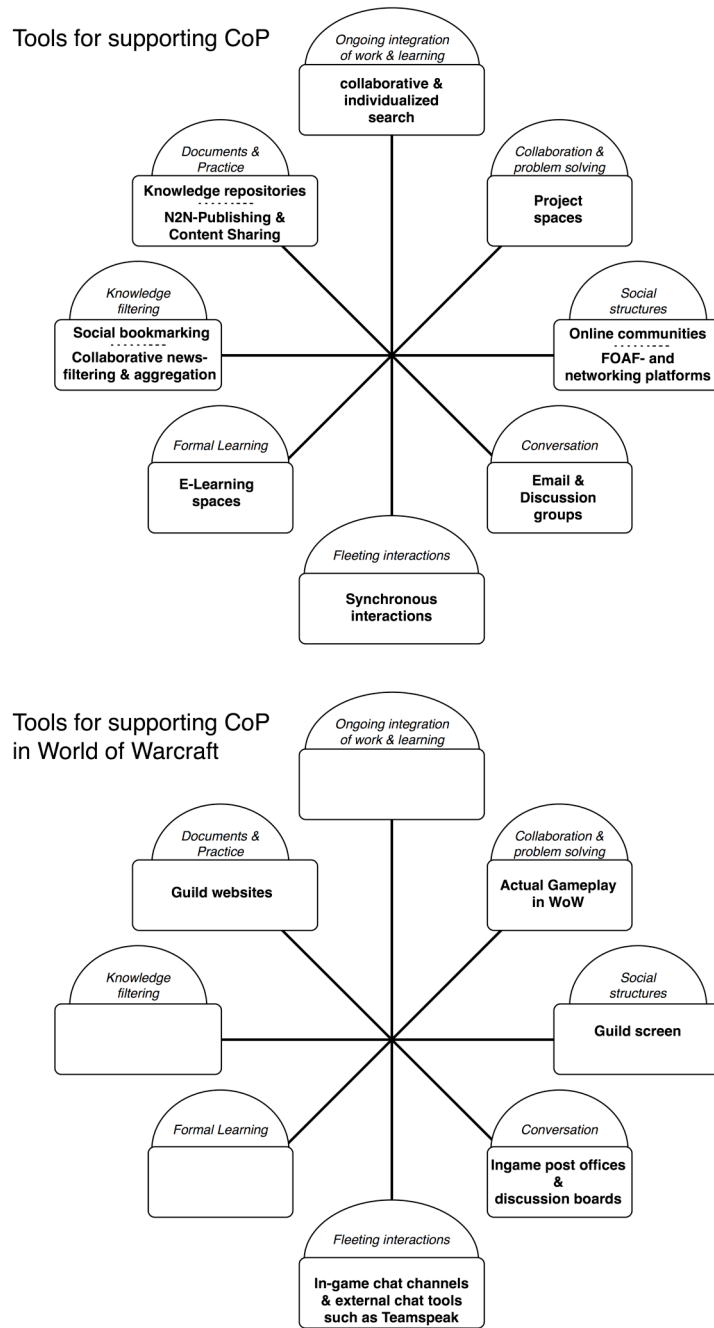 Tools for supporting CoP
Ongoing integration
of work & learning
collaborative &
individualized
search
Documents &
Practice
Knowledge repositories
N2N-Publishing &
Content Sharing
Collaboration &
problem solving
Project
spaces
Knowledge
filtering
Social bookmarking
Collaborative news-
filtering & aggregation
Social
structures
Online communities
FOAF- and
networking platforms
Formal Learning
E-Learning
spaces
Conversation
Email &
Discussion
groups
Fleeting interactions
Synchronous
interactions
Tools for supporting CoP
in World of Warcraft
Ongoing integration
of work & learning
Documents &
Practice
Guild websites
Collaboration &
problem solving
Actual Gameplay
in WoW
Knowledge
filtering
Social
structures
Guild screen
Formal Learning
Conversation
Ingame post offices
&
discussion boards
Fleeting interactions
In-game chat channels
& external chat tools
such as Teamspeak